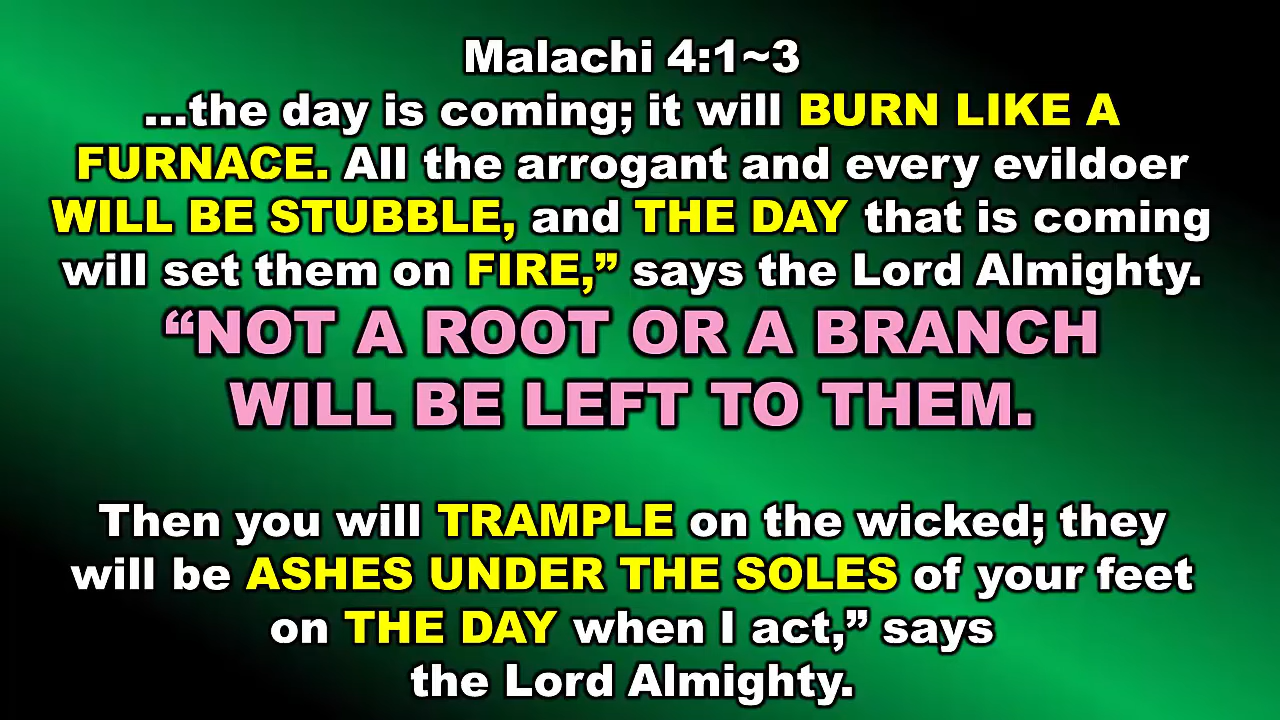 Malachi 4:1~3
...the day is coming; it will BURN LIKE A
FURNACE. All the arrogant and every evildoer
WILL BE STUBBLE, and THE DAY that is coming
will set them on FIRE,” says the Lord Almighty.
“NOT A ROOT OR A BRANCH
WILL BE LEFT TO THEM.
Then you will TRAMPLE on the wicked; they
will be ASHES UNDER THE SOLES of your feet
on THE DAY when I act,” says
the Lord Almighty.